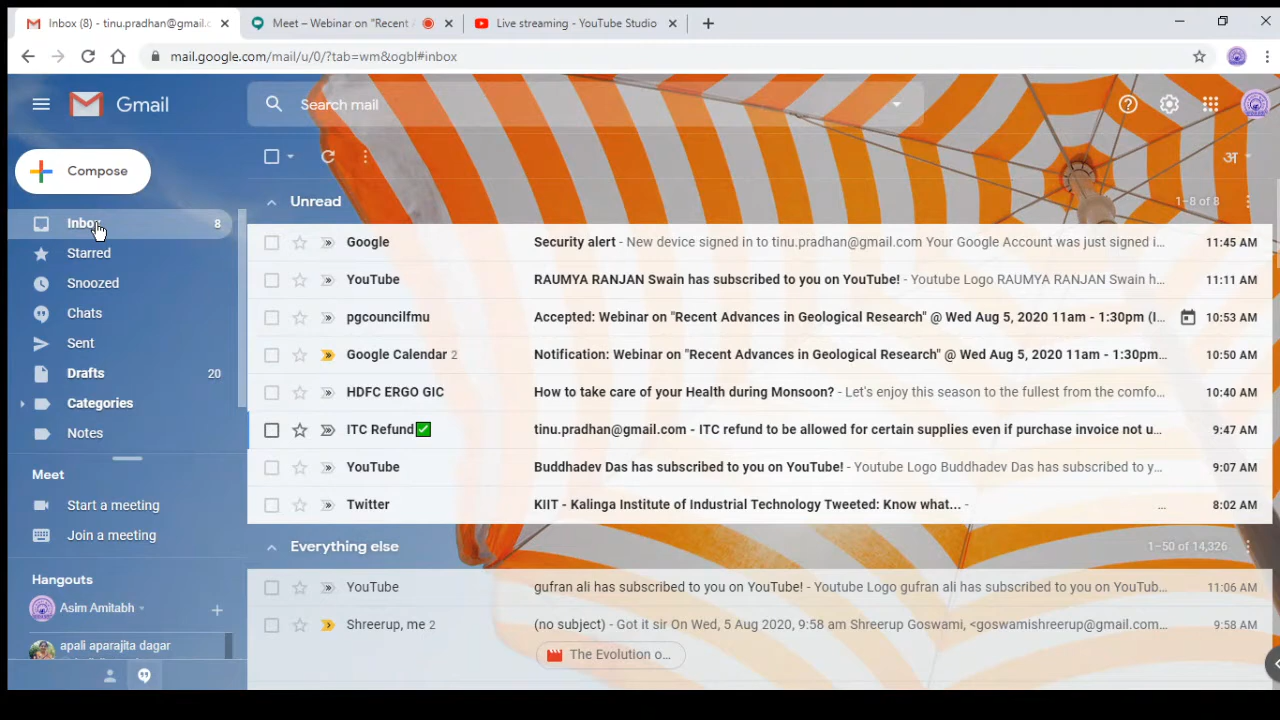 Inbox (8) - tinu.pradhan@gmail.c
Meet – Webinar on "Recent
Live streaming - YouTube Studio
mail.google.com/mail/u/0/?tab=wm&ogbl#inbox
Gmail
Search mail
Compose
अ
Inbox 8
Starred
Snoozed
Chats
Sent
Drafts 20
Categories
Notes
Meet
Start a meeting
Join a meeting
Hangouts
Asim Amitabh
apali aparajita dagar
Unread 1–8 of 8
Google Security alert - New device signed in to tinu.pradhan@gmail.com Your Google Account was just signed i... 11:45 AM
YouTube RAUMYA RANJAN Swain has subscribed to you on YouTube! - Youtube Logo RAUMYA RANJAN Swain h... 11:11 AM
pgcouncilfmu Accepted: Webinar on "Recent Advances in Geological Research" @ Wed Aug 5, 2020 11am - 1:30pm (I... 10:53 AM
Google Calendar 2 Notification: Webinar on "Recent Advances in Geological Research" @ Wed Aug 5, 2020 11am - 1:30pm... 10:50 AM
HDFC ERGO GIC How to take care of your Health during Monsoon? - Let's enjoy this season to the fullest from the comfo... 10:40 AM
ITC Refund✅ tinu.pradhan@gmail.com - ITC refund to be allowed for certain supplies even if purchase invoice not u... 9:47 AM
YouTube Buddhadev Das has subscribed to you on YouTube! - Youtube Logo Buddhadev Das has subscribed to y... 9:07 AM
Twitter KIIT - Kalinga Institute of Industrial Technology Tweeted: Know what... - ... 8:02 AM
Everything else 1–50 of 14,326
YouTube gufran ali has subscribed to you on YouTube! - Youtube Logo gufran ali has subscribed to you on YouTub... 11:06 AM
Shreerup, me 2 (no subject) - Got it sir On Wed, 5 Aug 2020, 9:58 am Shreerup Goswami, <goswamishreerup@gmail.com... 9:58 AM
The Evolution o...